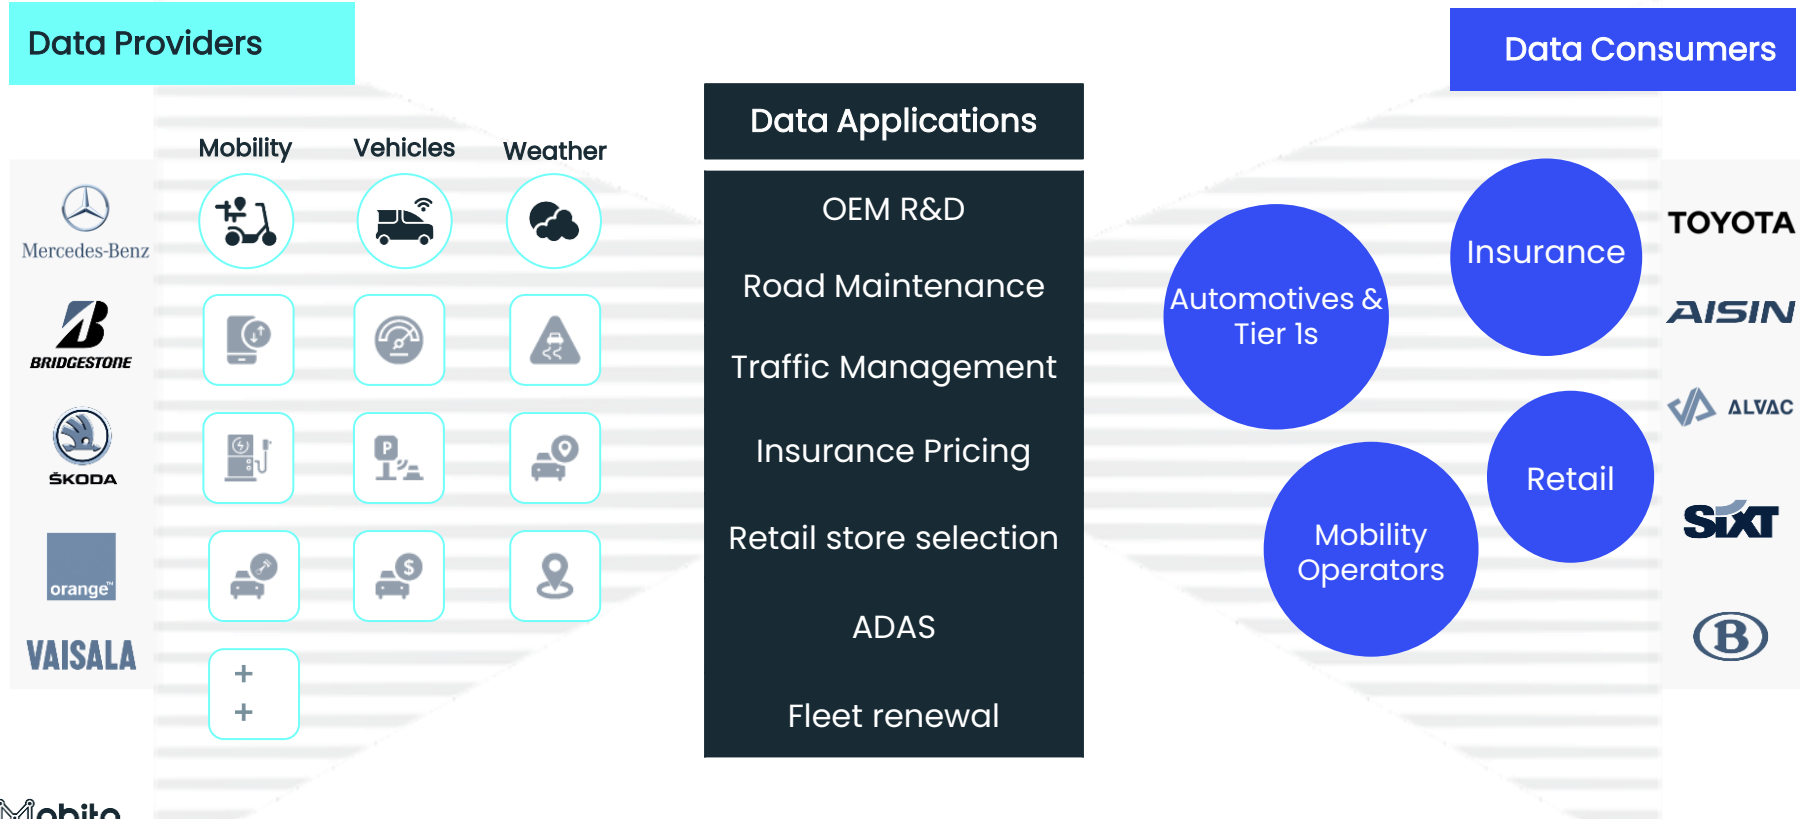 Data Providers
Data Consumers
Data Applications
Mobility
Vehicles
Weather
Mercedes-Benz
BRIDGESTONE
ŠKODA
orange™
VAISALA
P
$
+
+
OEM R&D
Road Maintenance
Traffic Management
Insurance Pricing
Retail store selection
ADAS
Fleet renewal
Automotives &
Tier 1s
Insurance
Retail
Mobility
Operators
TOYOTA
AISIN
ALVAC
SIXT
B
Mobito